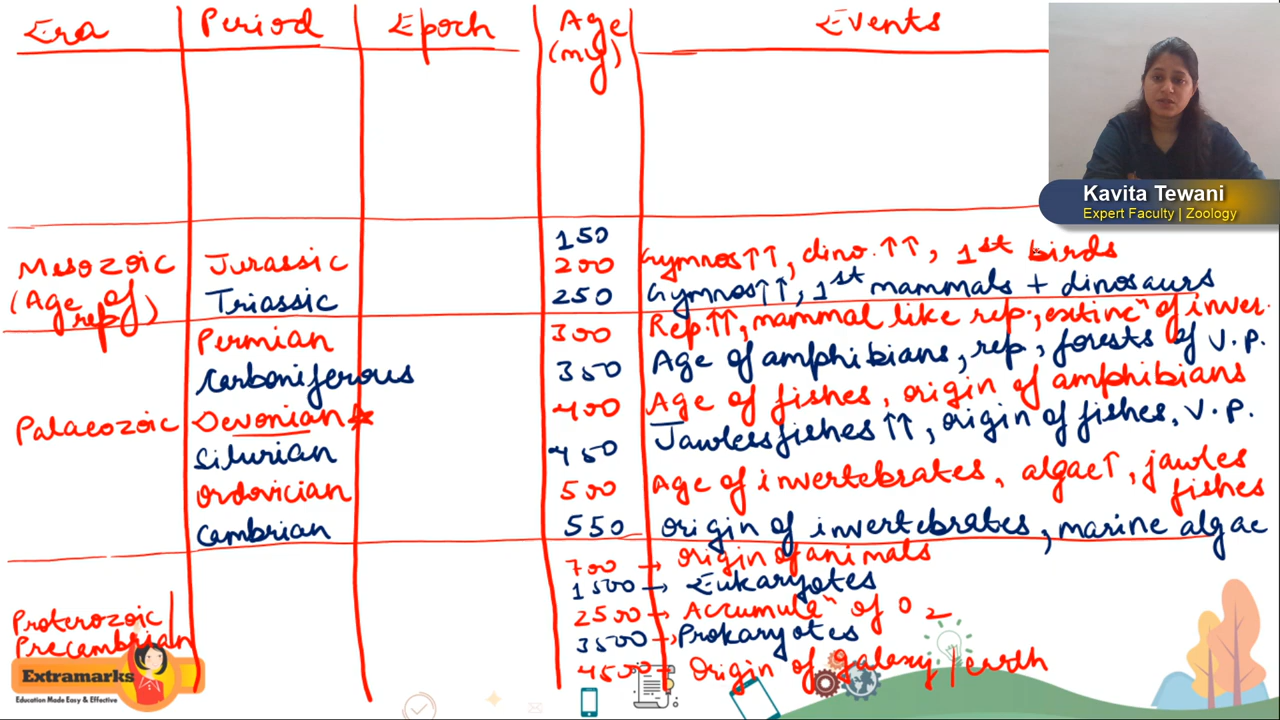 Era Period Epoch Age (my) Events
Kavita Tewani
Expert Faculty | Zoology
150
Mesozoic Jurassic 200 Gymnos↑↑, dino.↑↑, 1st birds
(Age of rep) Triassic 250 Gymnos↑↑, 1st mammals + dinosaurs
Permian 300 Rep.↑↑, mammal like rep., extincⁿ of inver.
Carboniferous 350 Age of amphibians, rep, forests of v.p.
Palaeozoic Devonian* 400 Age of fishes, origin of amphibians
Silurian 450 Jawless fishes ↑↑, origin of fishes, v.p.
Ordovician 500 Age of invertebrates, algae↑, jawles fishes
Cambrian 550 origin of invertebrates, marine algae
700 → origin of animals
1500 → Eukaryotes
Proterozoic 2500 → Accumulaⁿ of O2
Precambrian 3500 → Prokaryotes
4500 → Origin of galaxy / earth
Extramarks
Education Made Easy & Effective